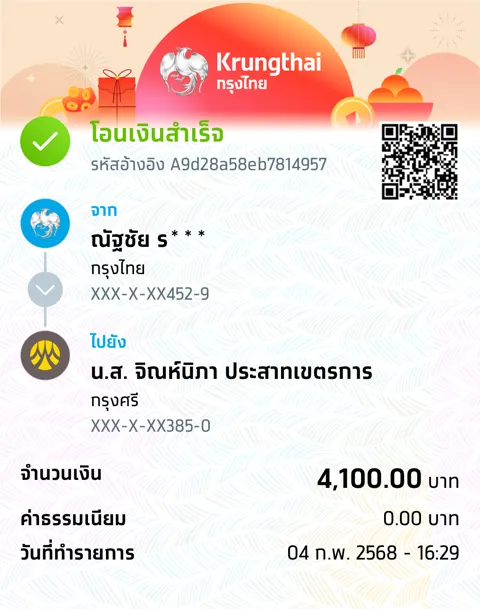 Krungthai
กรุงไทย
โอนเงินสำเร็จ
รหัสอ้างอิง A9d28a58eb7814957
จาก
ณัฐชัย ร***
กรุงไทย
XXX-X-XX452-9
ไปยัง
น.ส. จิณห์นิภา ประสาทเขตรการ
กรุงศรี
XXX-X-XX385-0
จำนวนเงิน 4,100.00 บาท
ค่าธรรมเนียม 0.00 บาท
วันที่ทำรายการ 04 ก.พ. 2568 - 16:29